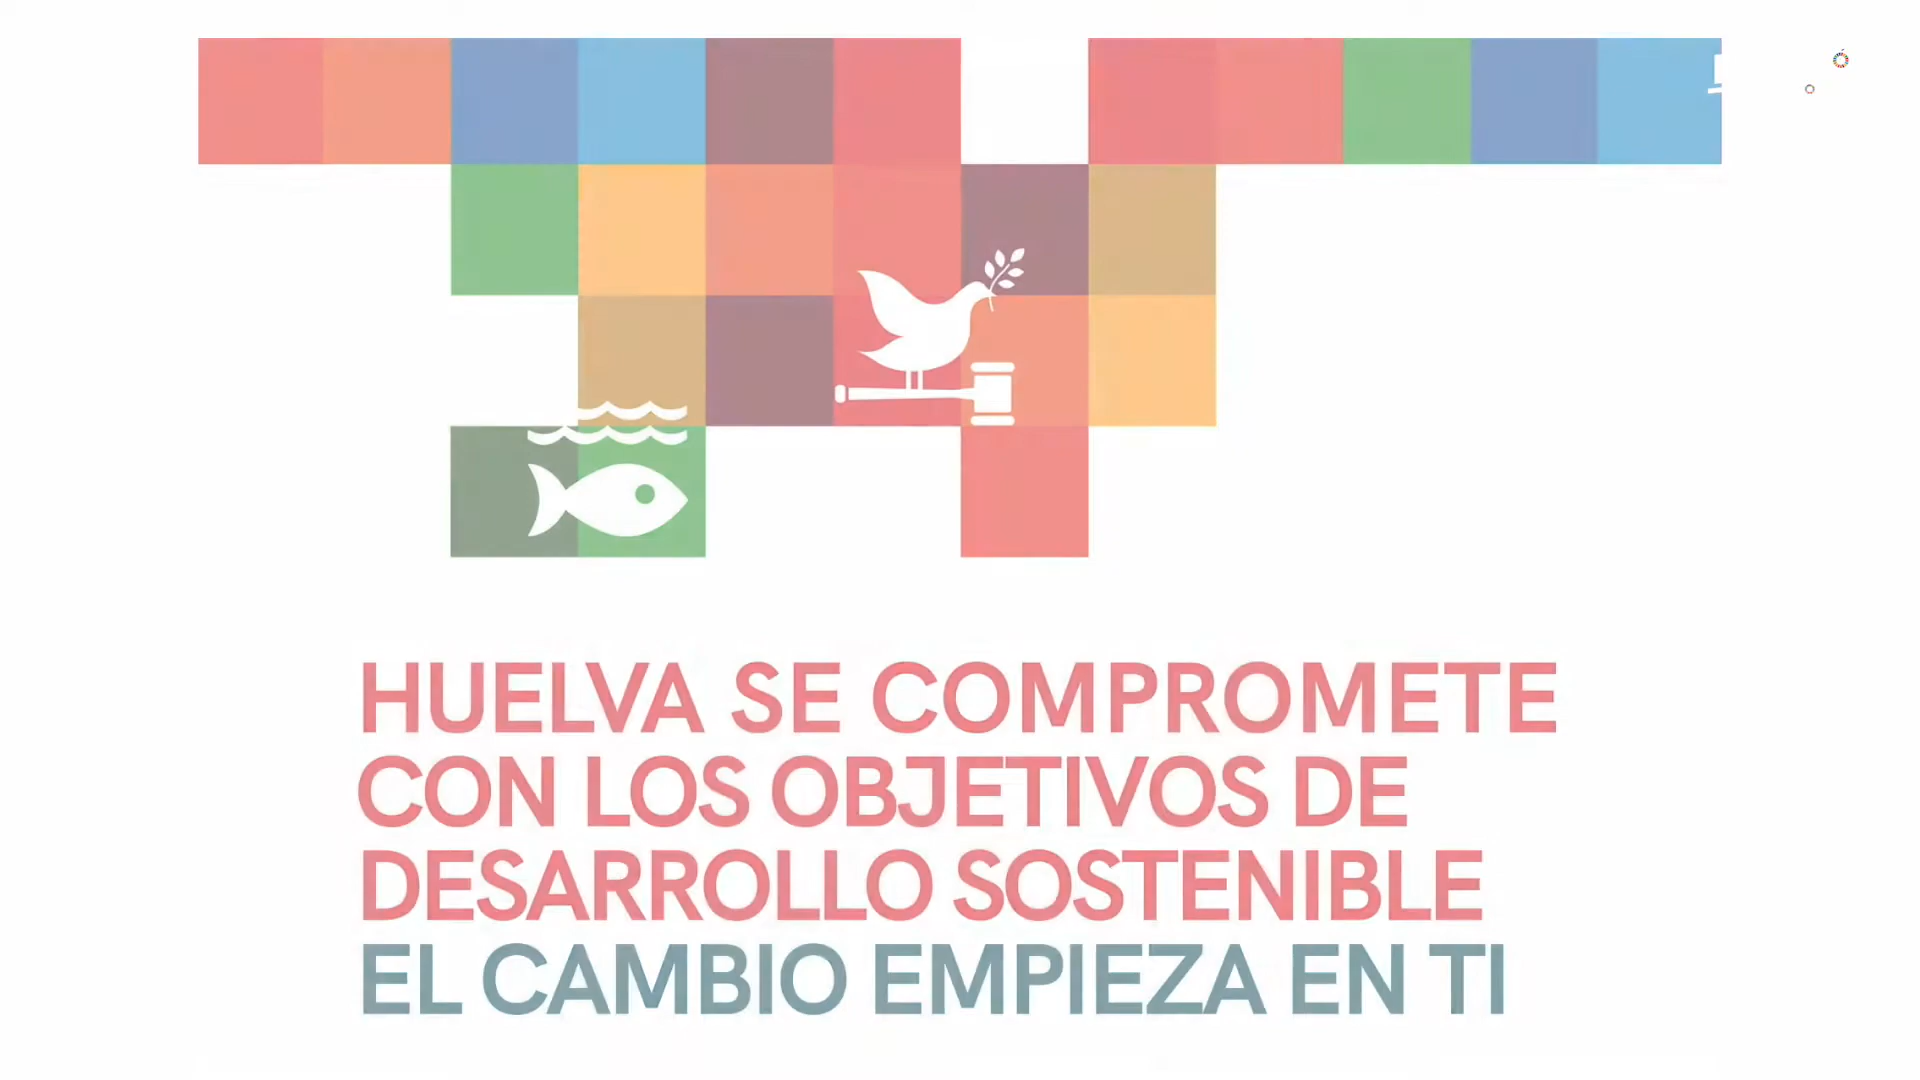 HUELVA SE COMPROMETE
CON LOS OBJETIVOS DE
DESARROLLO SOSTENIBLE
EL CAMBIO EMPIEZA EN TI